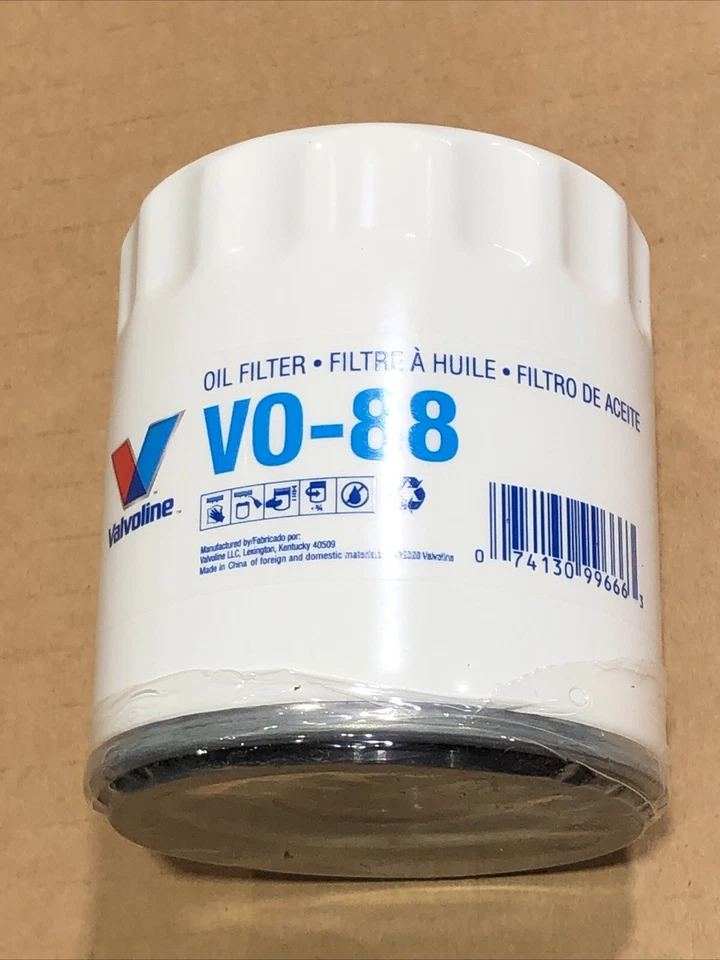 OIL FILTER • FILTRE À HUILE • FILTRO DE ACEITE
VO-88
Valvoline™
Manufactured by/Fabricado por:
Valvoline LLC, Lexington, Kentucky 40509
Made in China of foreign and domestic materials. Valvoline
0 74130 99666 3